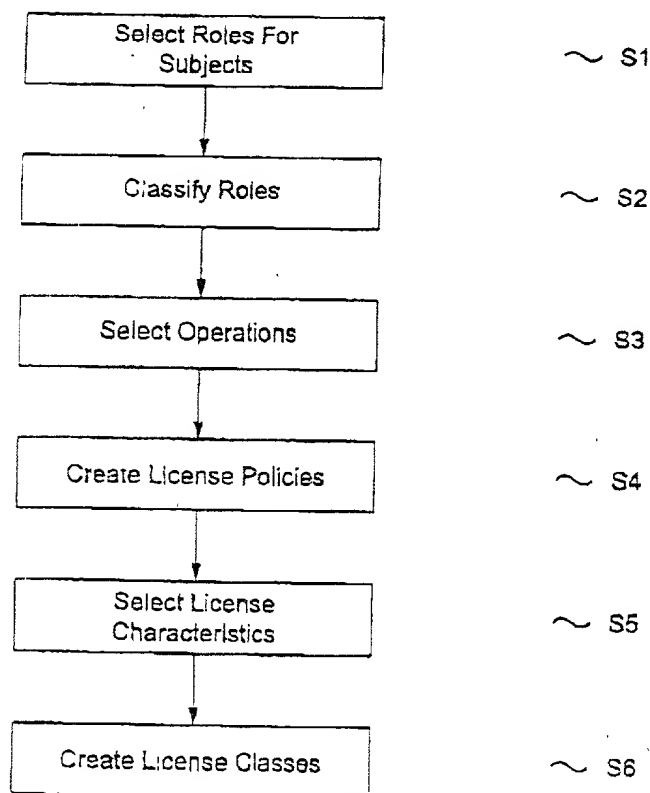 Select Roles For
Subjects
~ S1
Classify Roles
~ S2
Select Operations
~ S3
Create License Policies
~ S4
Select License
Characteristics
~ S5
Create License Classes
~ S6